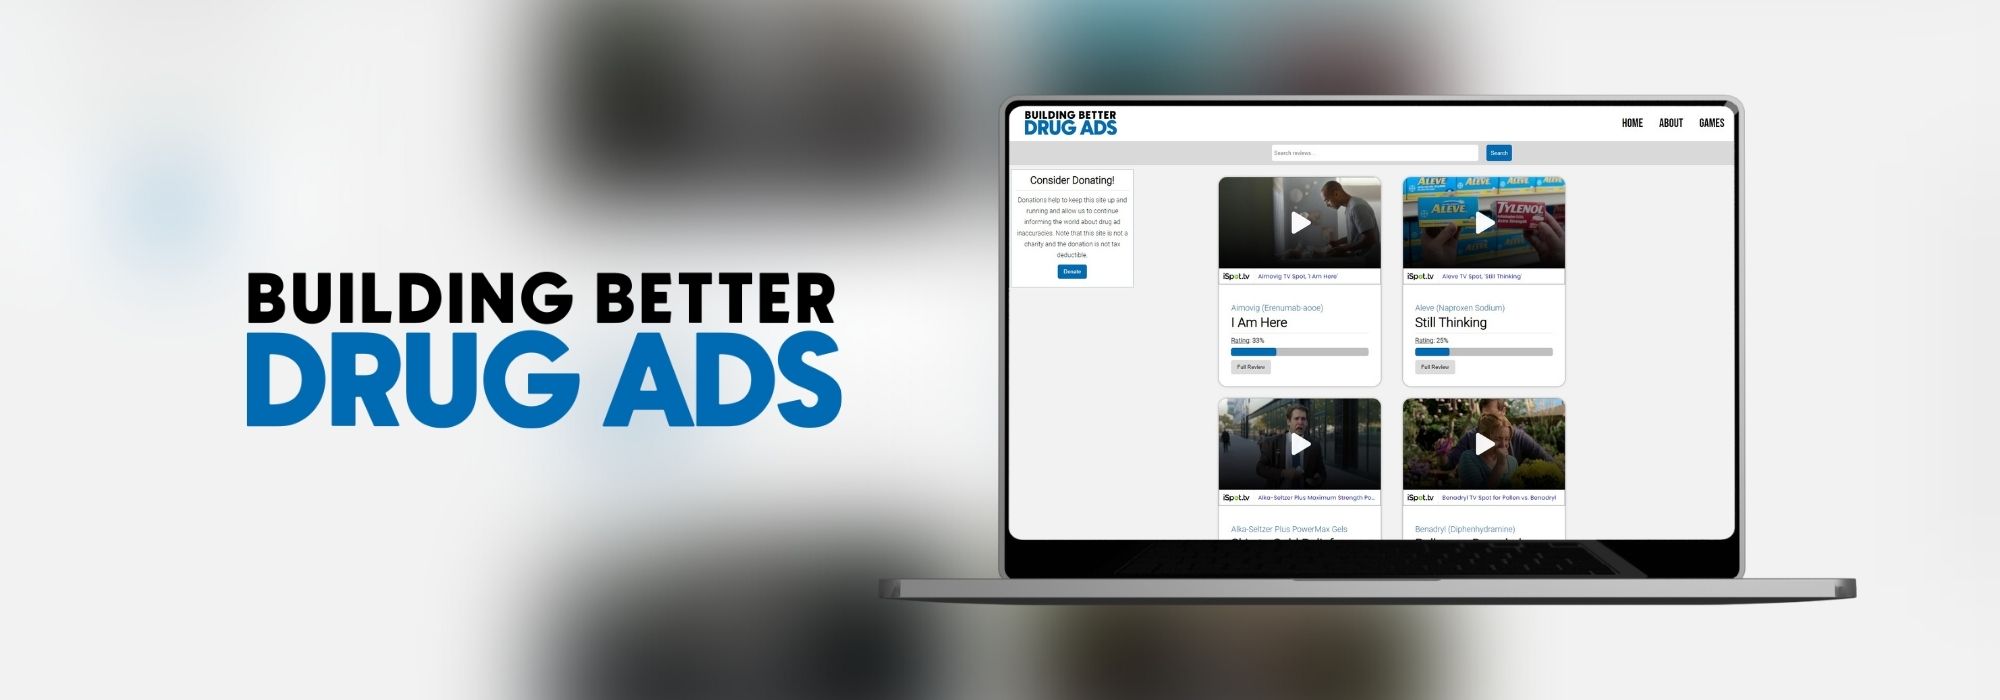 BUILDING BETTER
DRUG ADS
BUILDING BETTER
DRUG ADS
HOME ABOUT GAMES
Search reviews...
Search
Consider Donating!
Donations help to keep this site up and
running and allow us to continue
informing the world about drug ad
inaccuracies. Note that this site is not a
charity and the donation is not tax
deductible.
Donate
iSpot.tv Aimovig TV Spot, 'I Am Here'
Aimovig (Erenumab-aooe)
I Am Here
Rating: 33%
Full Review
ALEVE ALEVE ALEVE
ALEVE
TYLENOL
iSpot.tv Aleve TV Spot, 'Still Thinking'
Aleve (Naproxen Sodium)
Still Thinking
Rating: 25%
Full Review
iSpot.tv Alka-Seltzer Plus Maximum Strength Po...
Alka-Seltzer Plus PowerMax Gels
iSpot.tv Benadryl TV Spot for Pollen vs. Benadryl
Benadryl (Diphenhydramine)